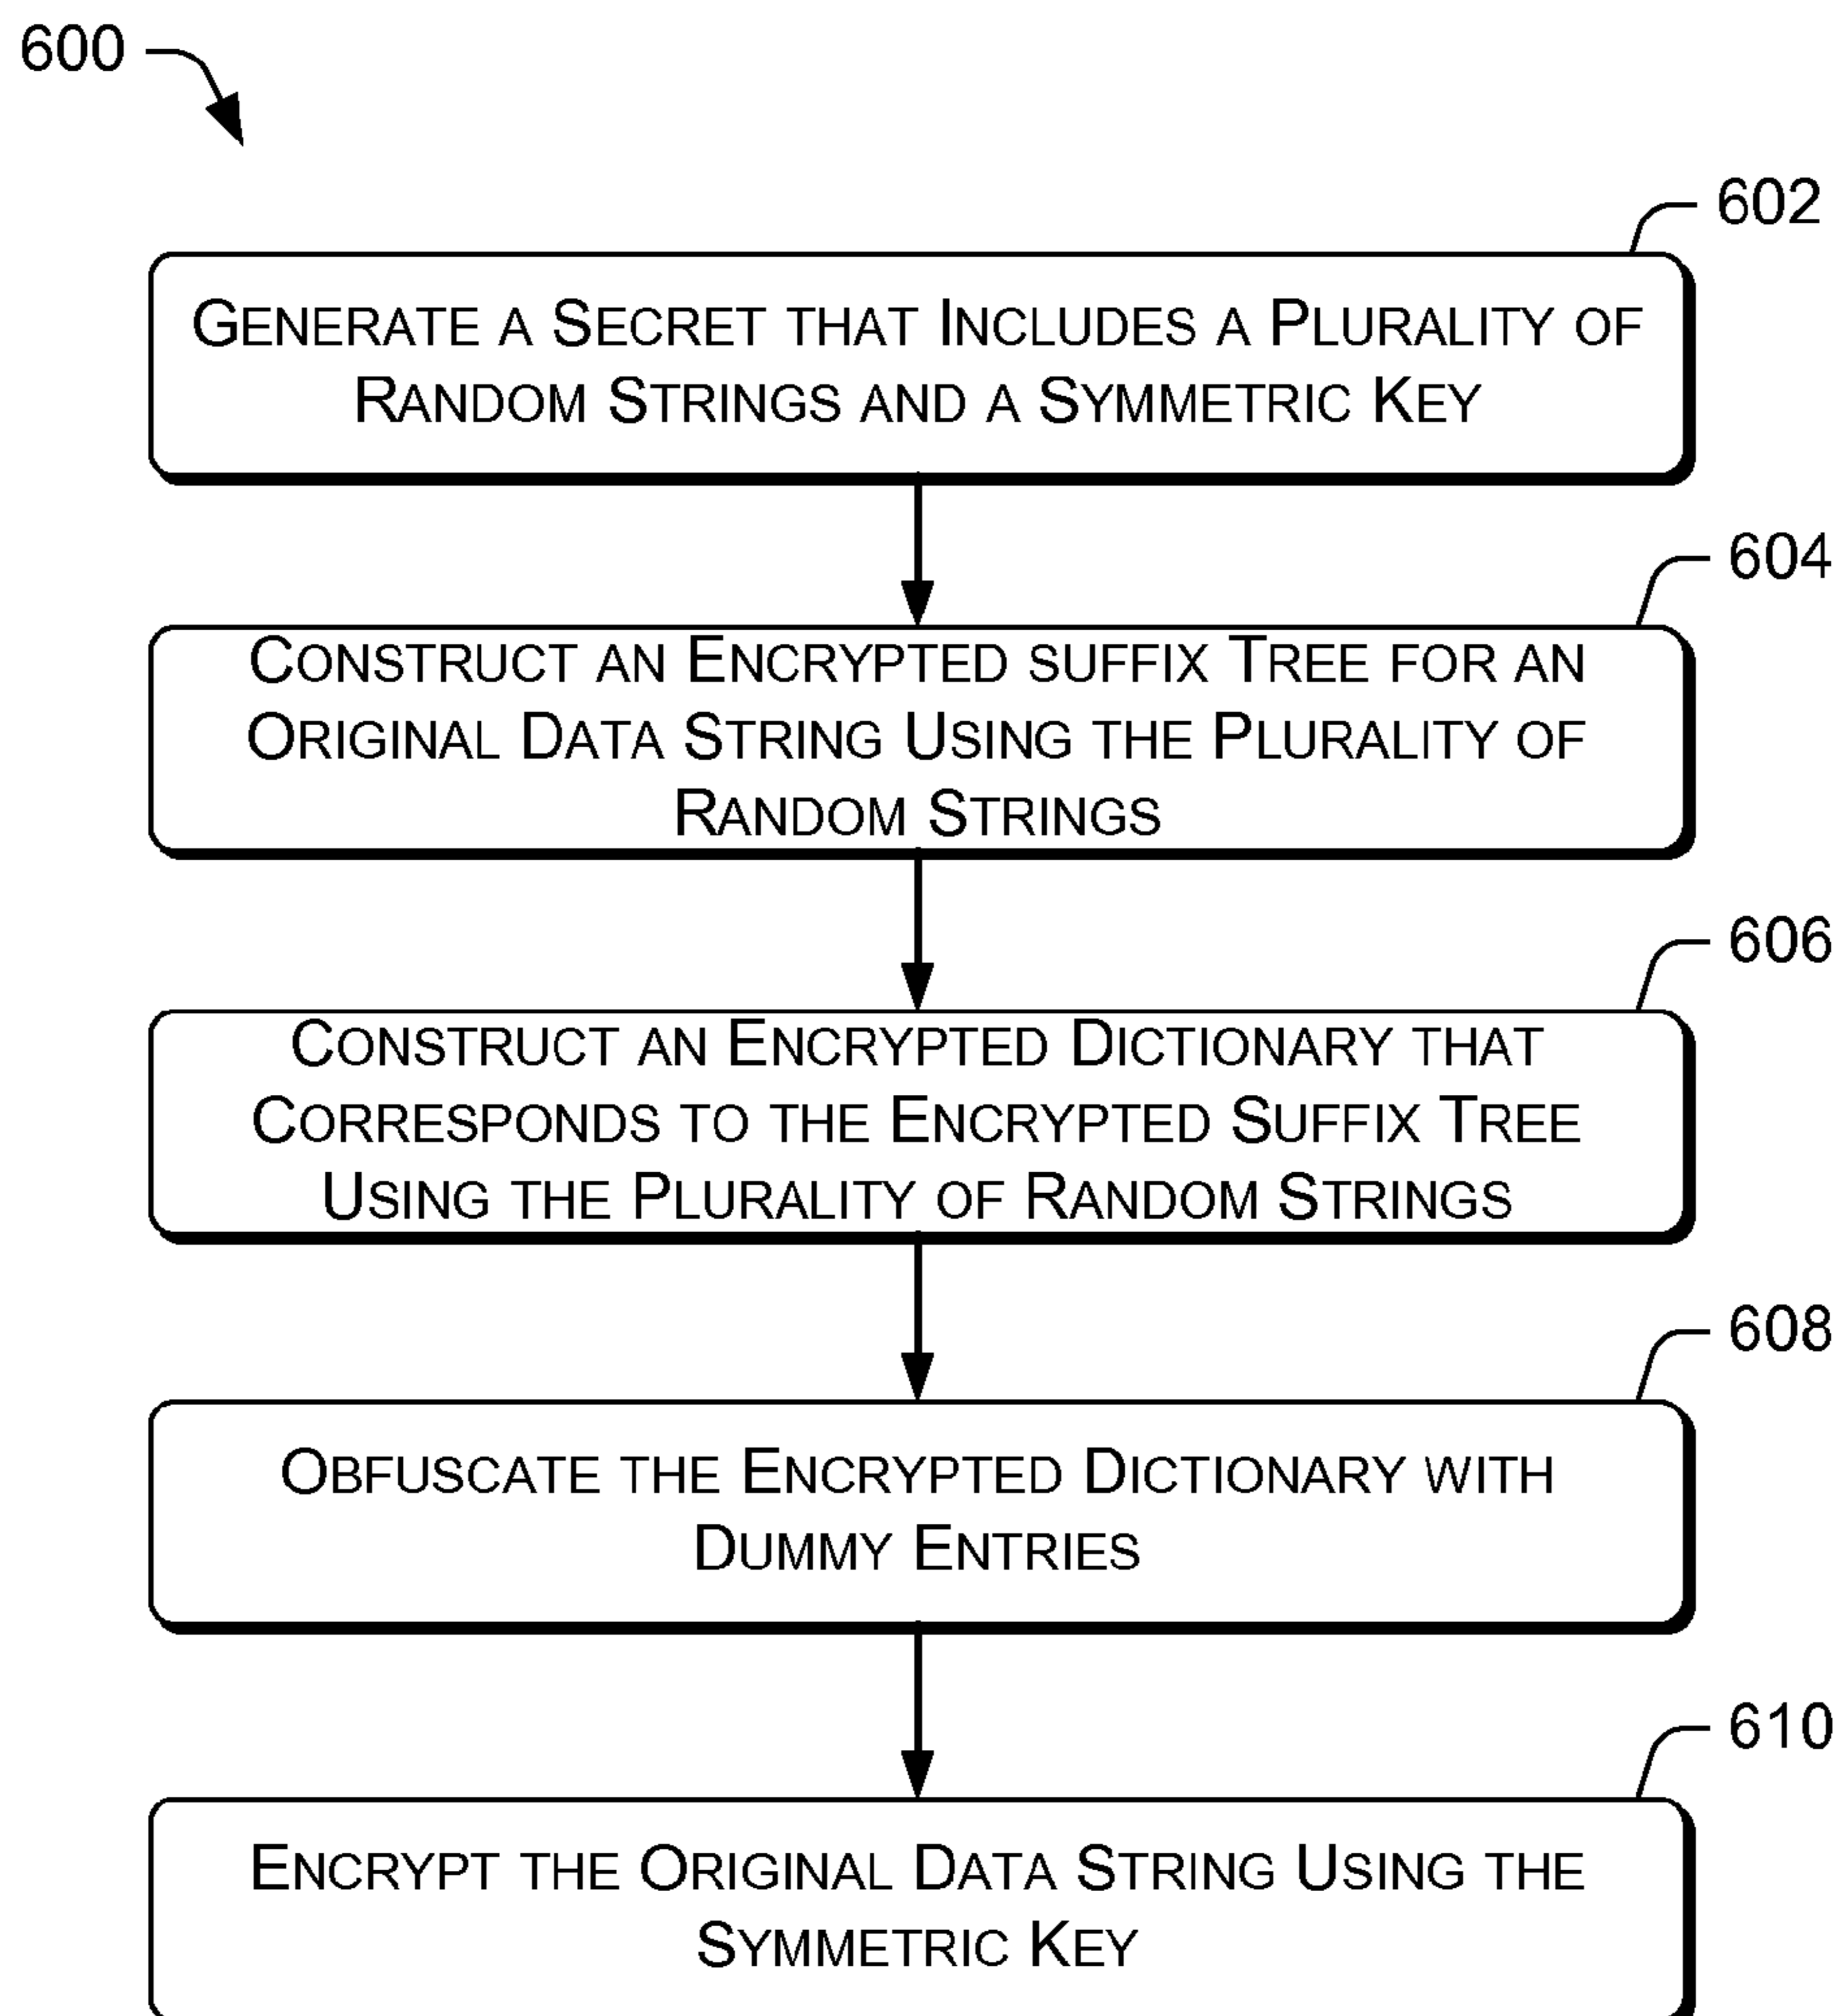 600
602
GENERATE A SECRET THAT INCLUDES A PLURALITY OF
RANDOM STRINGS AND A SYMMETRIC KEY
604
CONSTRUCT AN ENCRYPTED SUFFIX TREE FOR AN
ORIGINAL DATA STRING USING THE PLURALITY OF
RANDOM STRINGS
606
CONSTRUCT AN ENCRYPTED DICTIONARY THAT
CORRESPONDS TO THE ENCRYPTED SUFFIX TREE
USING THE PLURALITY OF RANDOM STRINGS
608
OBFUSCATE THE ENCRYPTED DICTIONARY WITH
DUMMY ENTRIES
610
ENCRYPT THE ORIGINAL DATA STRING USING THE
SYMMETRIC KEY